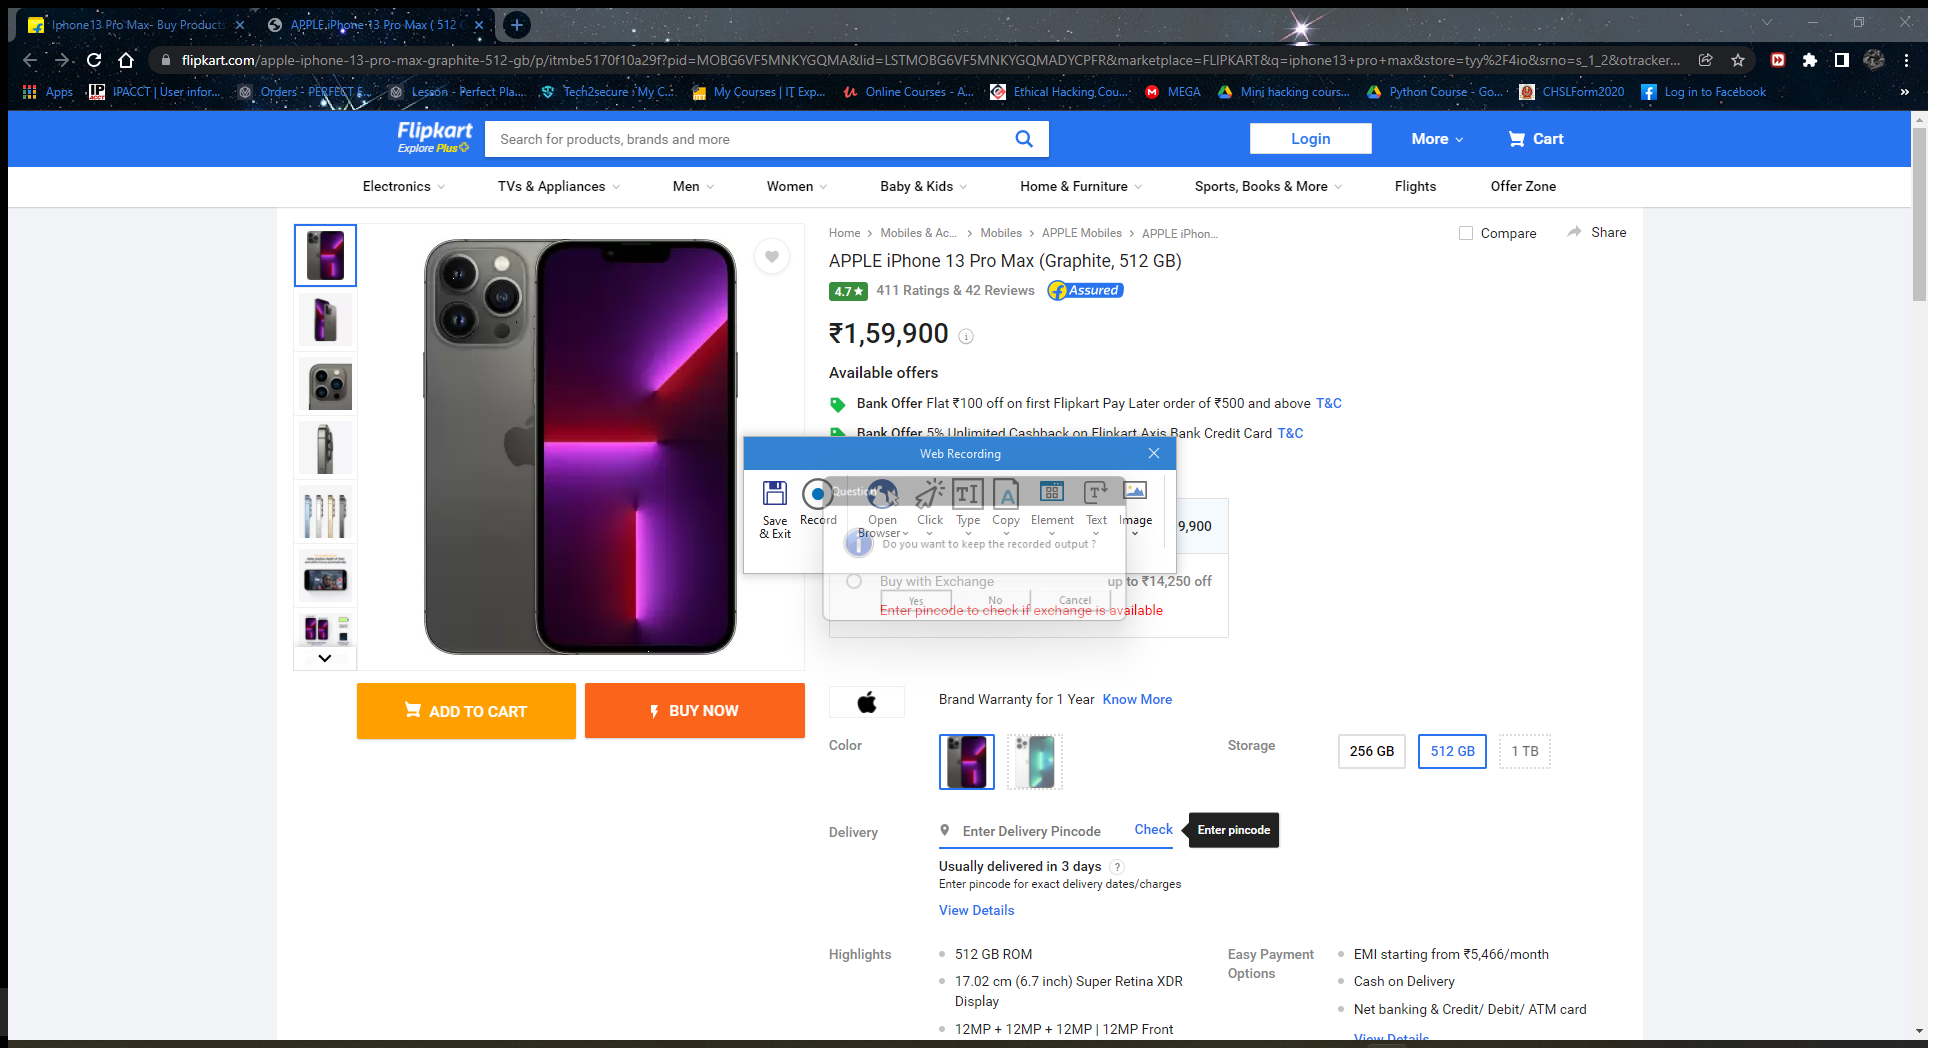 Iphone13 Pro Max- Buy Products
APPLE iPhone 13 Pro Max ( 512 G
flipkart.com/apple-iphone-13-pro-max-graphite-512-gb/p/itmbe5170f10a29f?pid=MOBG6VF5MNKYGQMA&lid=LSTMOBG6VF5MNKYGQMADYCPFR&marketplace=FLIPKART&q=iphone13+pro+max&store=tyy%2F4io&srno=s_1_2&otracker...
Apps IPACCT | User infor... Orders - PERFECT E... Lesson - Perfect Pla... Tech2secure : My C... My Courses | IT Exp... Online Courses - A... Ethical Hacking Cou... MEGA Mini hacking cours... Python Course - Go... CHSLForm2020 Log in to Facebook »
Flipkart
Explore Plus
Search for products, brands and more
Login
More
Cart
Electronics TVs & Appliances Men Women Baby & Kids Home & Furniture Sports, Books & More Flights Offer Zone
Home Mobiles & Ac... Mobiles APPLE Mobiles APPLE iPhon...
Compare
Share
APPLE iPhone 13 Pro Max (Graphite, 512 GB)
4.7★ 411 Ratings & 42 Reviews Assured
₹1,59,900
Available offers
Bank Offer Flat ₹100 off on first Flipkart Pay Later order of ₹500 and above T&C
Bank Offer 5% Unlimited Cashback on Flipkart Axis Bank Credit Card T&C
Web Recording
Save & Exit
Record
Question
Open Browser
Click
Type
Copy
Element
Text
Image
Do you want to keep the recorded output ?
9,900
Buy with Exchange
up to ₹14,250 off
Yes No Cancel
Enter pincode to check if exchange is available
ADD TO CART
BUY NOW
Brand Warranty for 1 Year Know More
Color
Storage
256 GB
512 GB
1 TB
Delivery
Enter Delivery Pincode
Check
Enter pincode
Usually delivered in 3 days ?
Enter pincode for exact delivery dates/charges
View Details
Highlights
512 GB ROM
17.02 cm (6.7 inch) Super Retina XDR
Display
12MP + 12MP + 12MP | 12MP Front
Easy Payment
Options
EMI starting from ₹5,466/month
Cash on Delivery
Net banking & Credit/ Debit/ ATM card
View Details